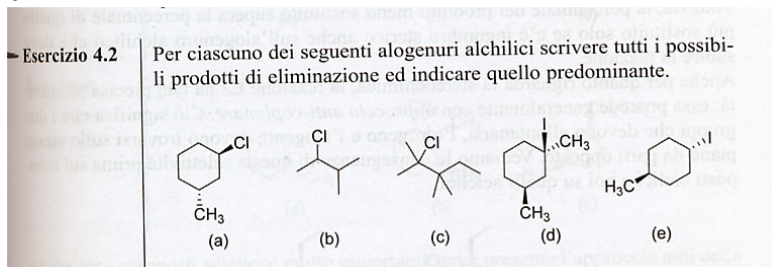 Esercizio 4.2 Per ciascuno dei seguenti alogenuri alchilici scrivere tutti i possibi-
li prodotti di eliminazione ed indicare quello predominante.
Cl
CH3
(a)
Cl
(b)
Cl
(c)
I
CH3
CH3
(d)
I
H3C
(e)